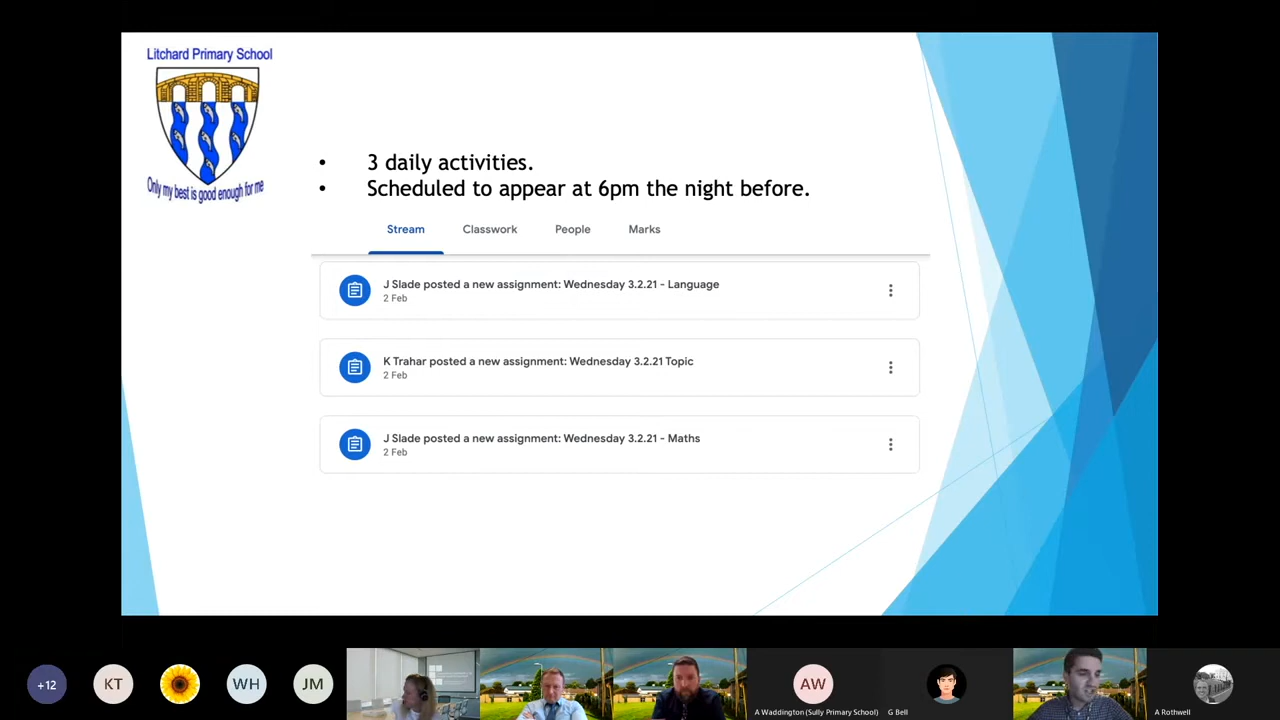 Litchard Primary School
Only my best is good enough for me
• 3 daily activities.
• Scheduled to appear at 6pm the night before.
Stream Classwork People Marks
J Slade posted a new assignment: Wednesday 3.2.21 - Language
2 Feb
K Trahar posted a new assignment: Wednesday 3.2.21 Topic
2 Feb
J Slade posted a new assignment: Wednesday 3.2.21 - Maths
2 Feb
+12 KT WH JM AW
A Waddington (Sully Primary School) G Bell A Rothwell